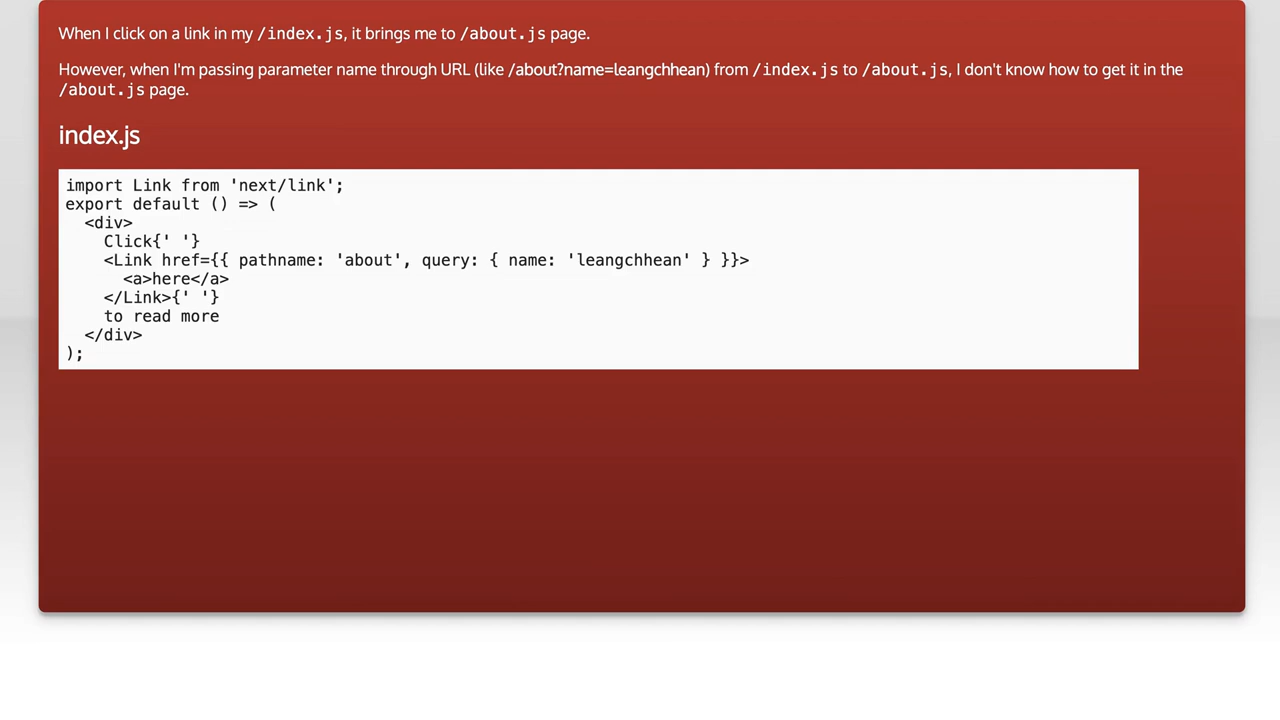 When I click on a link in my /index.js, it brings me to /about.js page.
However, when I'm passing parameter name through URL (like /about?name=leangchhean) from /index.js to /about.js, I don't know how to get it in the
/about.js page.
index.js
import Link from 'next/link';
export default () => (
  <div>
    Click{' '}
    <Link href={{ pathname: 'about', query: { name: 'leangchhean' } }}>
      <a>here</a>
    </Link>{' '}
    to read more
  </div>
);